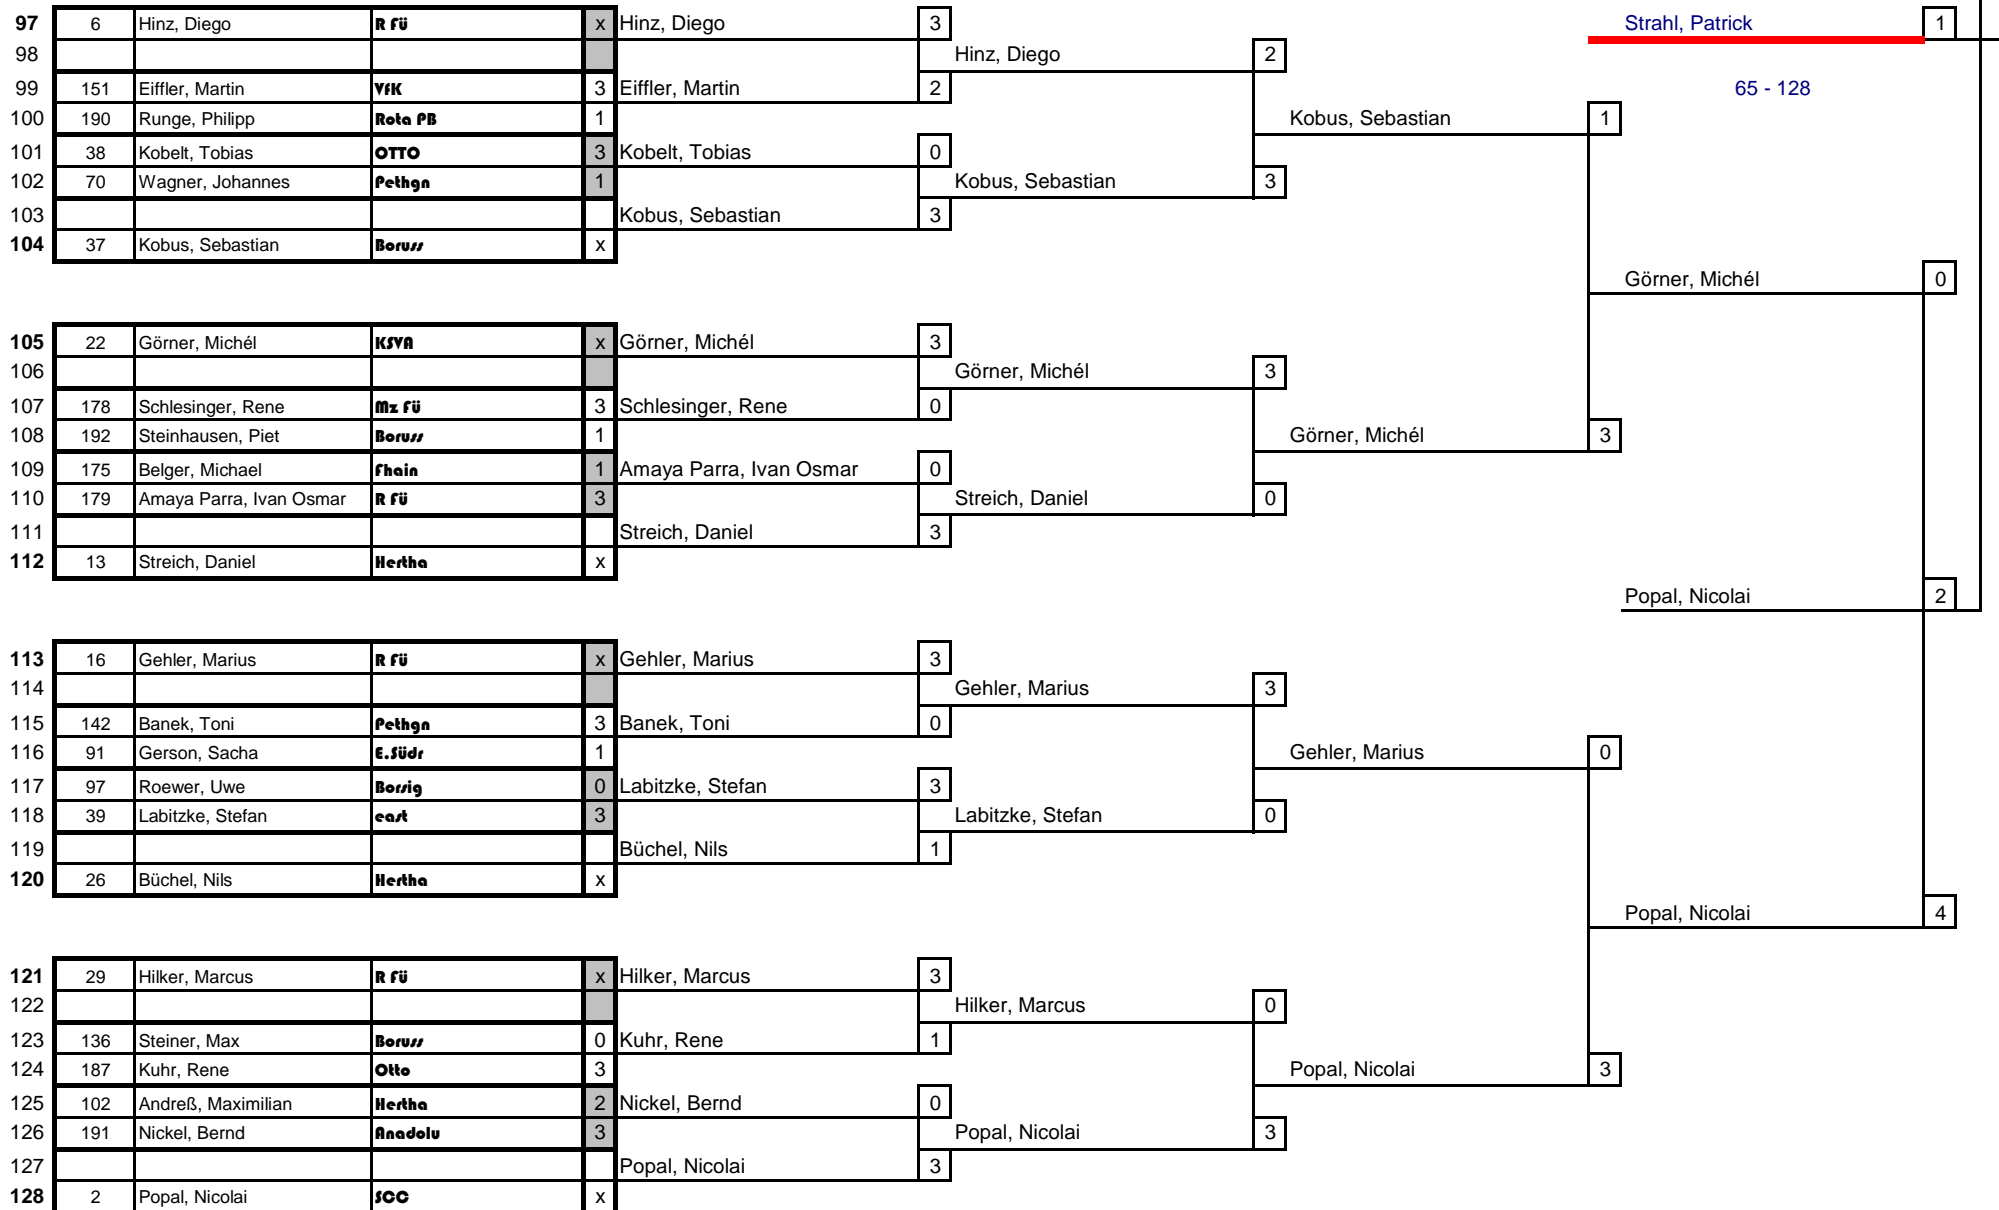 97 6 Hinz, Diego R Fü x Hinz, Diego 3 Strahl, Patrick 1
98 Hinz, Diego 2
99 151 Eiffler, Martin VfK 3 Eiffler, Martin 2 65 - 128
100 190 Runge, Philipp Rota PB 1 Kobus, Sebastian 1
101 38 Kobelt, Tobias OTTO 3 Kobelt, Tobias 0
102 70 Wagner, Johannes Pethgn 1 Kobus, Sebastian 3
103 Kobus, Sebastian 3
104 37 Kobus, Sebastian Boruss x
Görner, Michél 0
105 22 Görner, Michél KSVA x Görner, Michél 3
106 Görner, Michél 3
107 178 Schlesinger, Rene Mz Fü 3 Schlesinger, Rene 0
108 192 Steinhausen, Piet Boruss 1 Görner, Michél 3
109 175 Belger, Michael Fhain 1 Amaya Parra, Ivan Osmar 0
110 179 Amaya Parra, Ivan Osmar R Fü 3 Streich, Daniel 0
111 Streich, Daniel 3
112 13 Streich, Daniel Hertha x
Popal, Nicolai 2
113 16 Gehler, Marius R Fü x Gehler, Marius 3
114 Gehler, Marius 3
115 142 Banek, Toni Pethgn 3 Banek, Toni 0
116 91 Gerson, Sacha E.Südr 1 Gehler, Marius 0
117 97 Roewer, Uwe Borsig 0 Labitzke, Stefan 3
118 39 Labitzke, Stefan east 3 Labitzke, Stefan 0
119 Büchel, Nils 1
120 26 Büchel, Nils Hertha x
Popal, Nicolai 4
121 29 Hilker, Marcus R Fü x Hilker, Marcus 3
122 Hilker, Marcus 0
123 136 Steiner, Max Boruss 0 Kuhr, Rene 1
124 187 Kuhr, Rene Otto 3 Popal, Nicolai 3
125 102 Andreß, Maximilian Hertha 2 Nickel, Bernd 0
126 191 Nickel, Bernd Anadolu 3 Popal, Nicolai 3
127 Popal, Nicolai 3
128 2 Popal, Nicolai SCC x